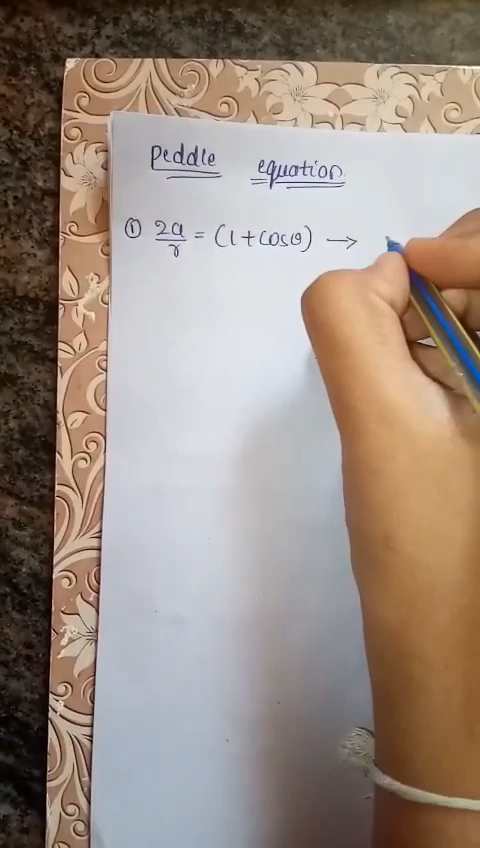 Peddle equation
① 2a/r = (1 + cosθ) →